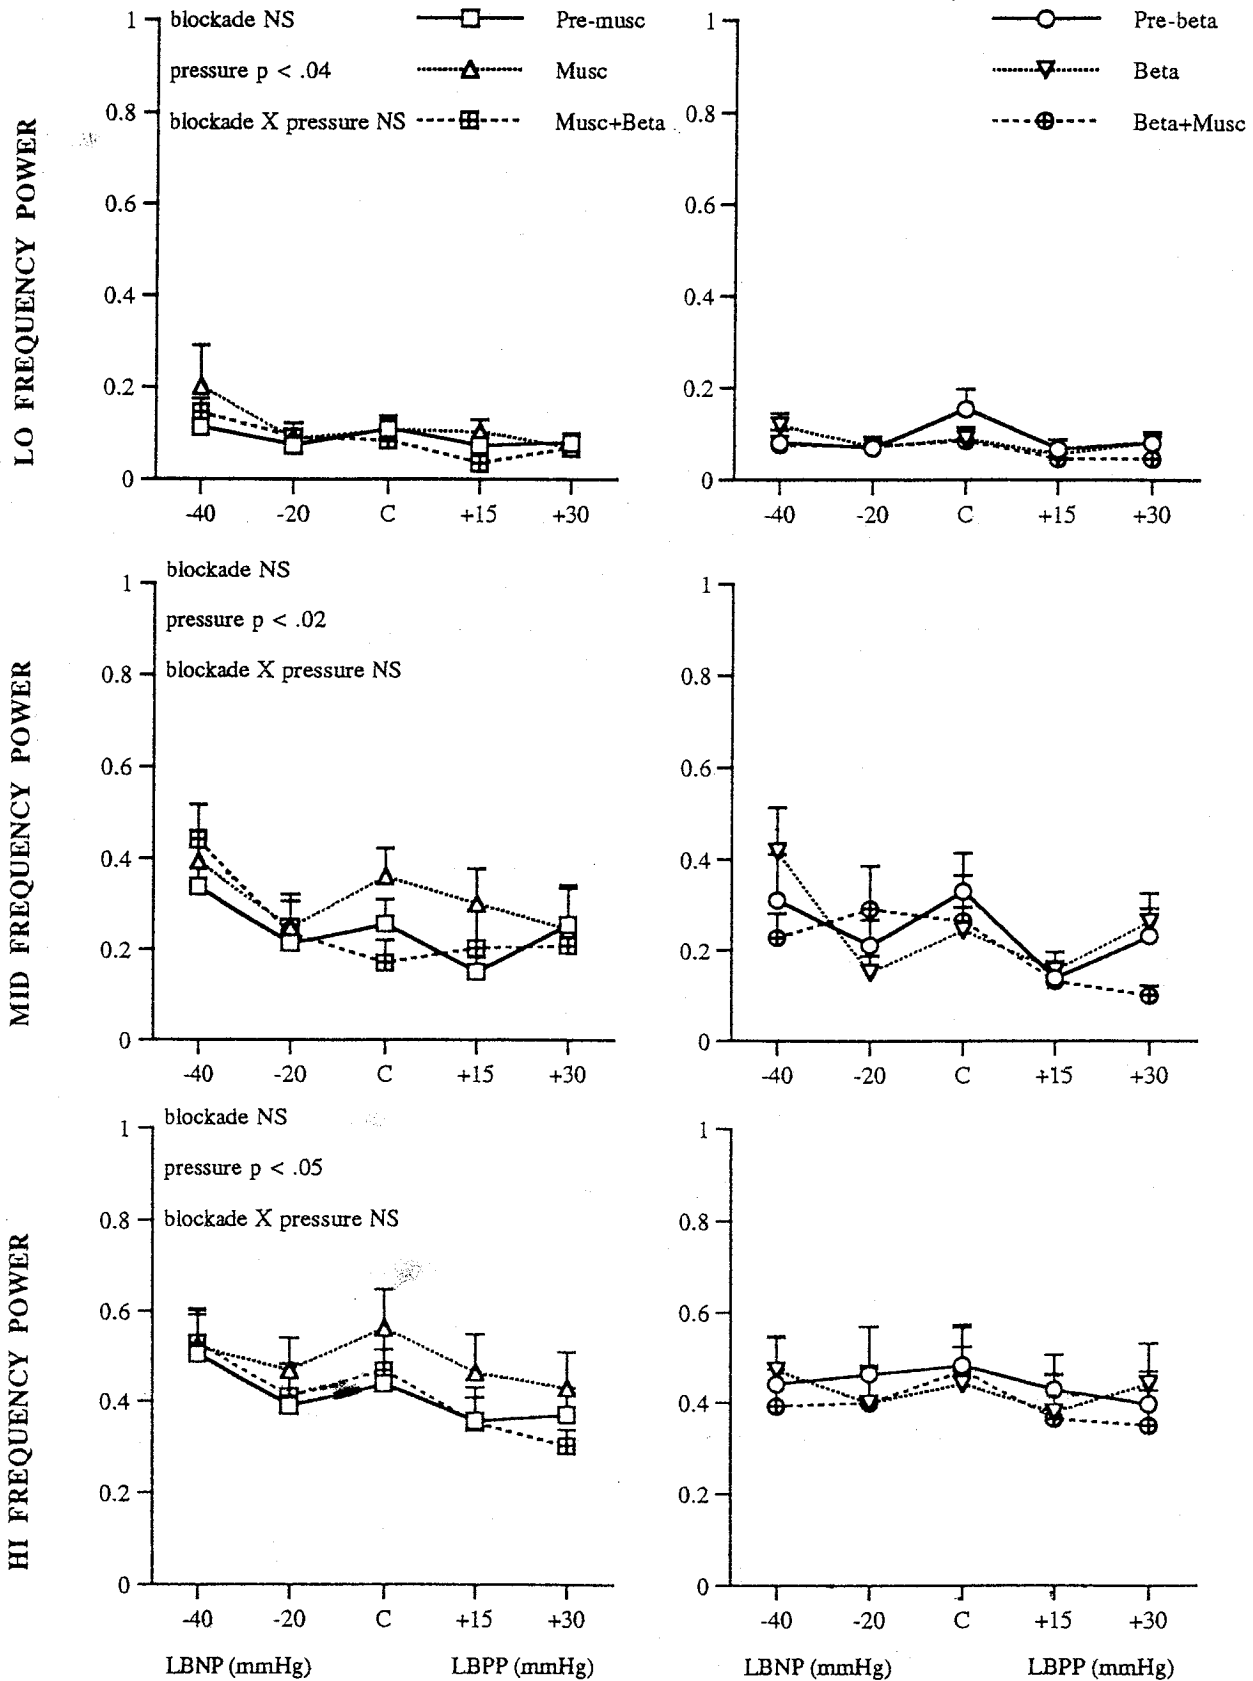 LO FREQUENCY POWER
1
0.8
0.6
0.4
0.2
0
blockade NS
pressure p < .04
blockade X pressure NS
Pre-musc
Musc
Musc+Beta
-40 -20 C +15 +30
1
0.8
0.6
0.4
0.2
0
Pre-beta
Beta
Beta+Musc
-40 -20 C +15 +30
MID FREQUENCY POWER
1
0.8
0.6
0.4
0.2
0
blockade NS
pressure p < .02
blockade X pressure NS
-40 -20 C +15 +30
1
0.8
0.6
0.4
0.2
0
-40 -20 C +15 +30
HI FREQUENCY POWER
1
0.8
0.6
0.4
0.2
0
blockade NS
pressure p < .05
blockade X pressure NS
-40 -20 C +15 +30
LBNP (mmHg) LBPP (mmHg)
1
0.8
0.6
0.4
0.2
0
-40 -20 C +15 +30
LBNP (mmHg) LBPP (mmHg)